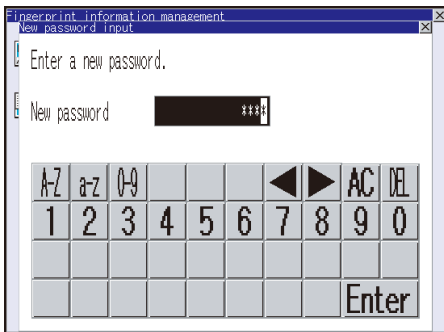 Fingerprint information management
New password input
Enter a new password.
New password ****
A-Z a-z 0-9 ◀ ▶ AC DEL
1 2 3 4 5 6 7 8 9 0
Enter